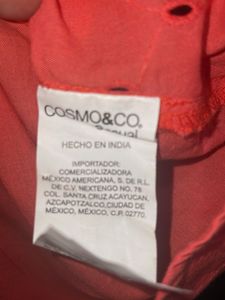 COSMO&CO.
Casual
HECHO EN INDIA
IMPORTADOR:
COMERCIALIZADORA
MÉXICO AMERICANA, S. DE R.L.
DE C.V. NEXTENGO NO. 78
COL. SANTA CRUZ ACAYUCAN,
AZCAPOTZALCO, CIUDAD DE
MÉXICO, MÉXICO, C.P. 02770.